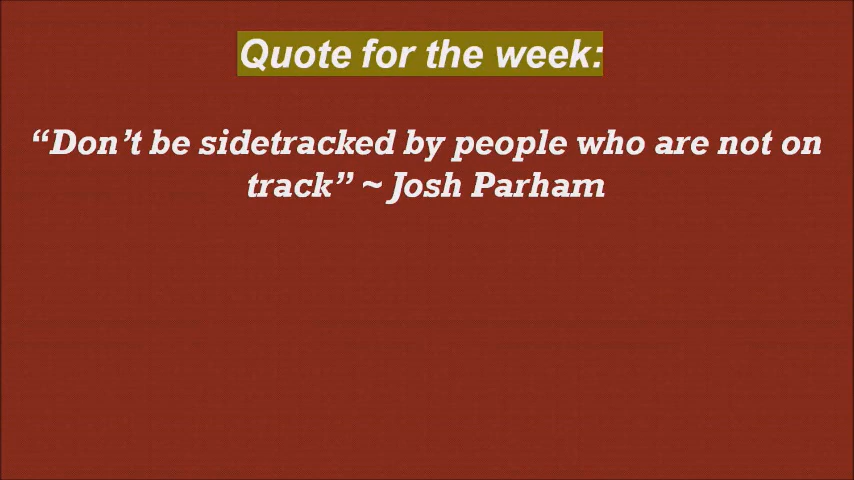 Quote for the week:
“Don’t be sidetracked by people who are not on
track” ~ Josh Parham